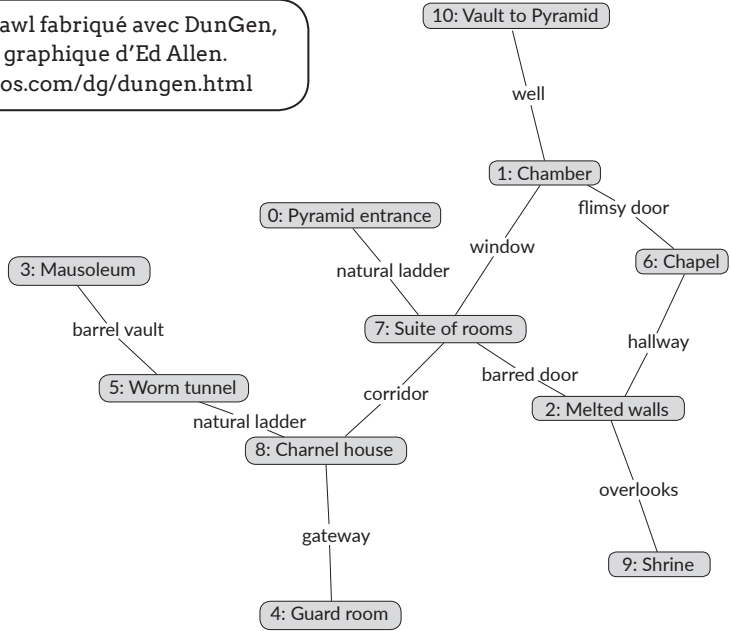 awl fabriqué avec DunGen,
graphique d’Ed Allen.
os.com/dg/dungen.html
10: Vault to Pyramid
well
1: Chamber
flimsy door
0: Pyramid entrance
window
6: Chapel
3: Mausoleum
natural ladder
7: Suite of rooms
barrel vault
hallway
barred door
5: Worm tunnel
corridor
2: Melted walls
natural ladder
8: Charnel house
overlooks
gateway
9: Shrine
4: Guard room